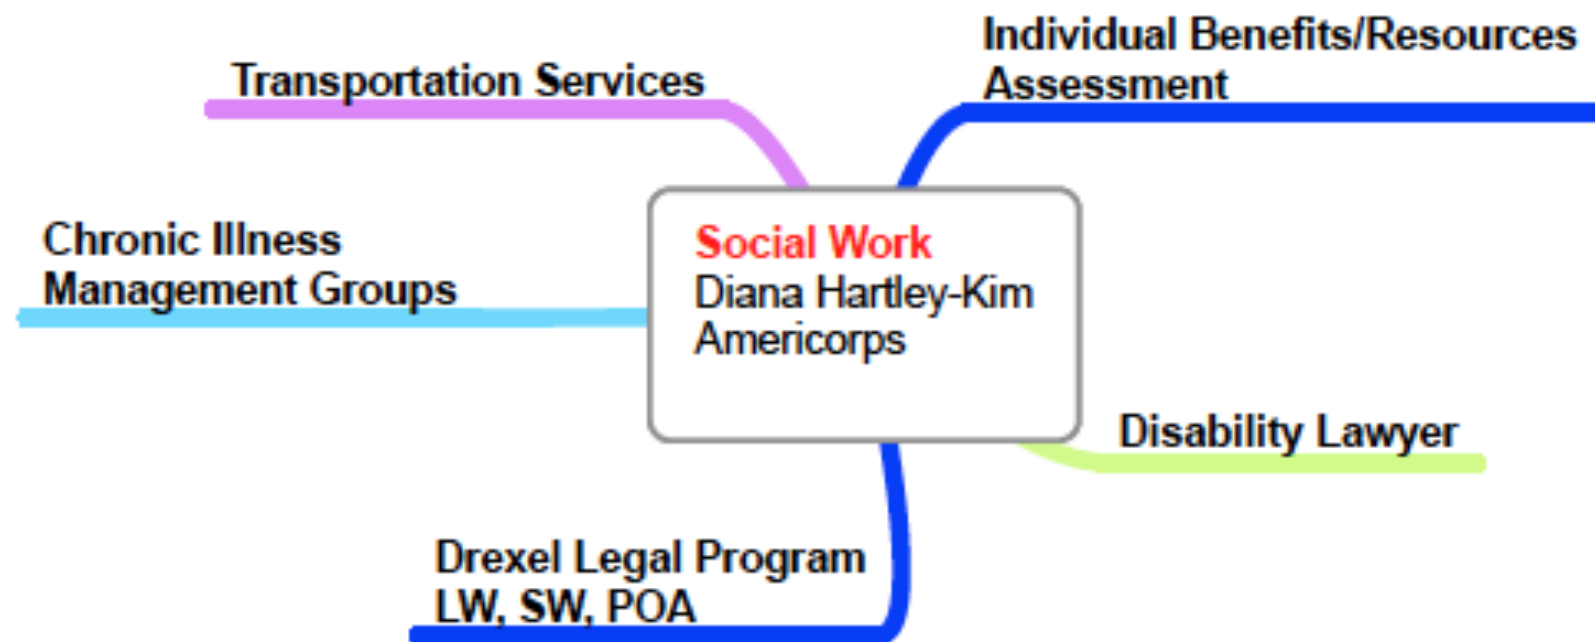 Transportation Services
Individual Benefits/Resources
Assessment
Chronic Illness
Management Groups
Social Work
Diana Hartley-Kim
Americorps
Disability Lawyer
Drexel Legal Program
LW, SW, POA